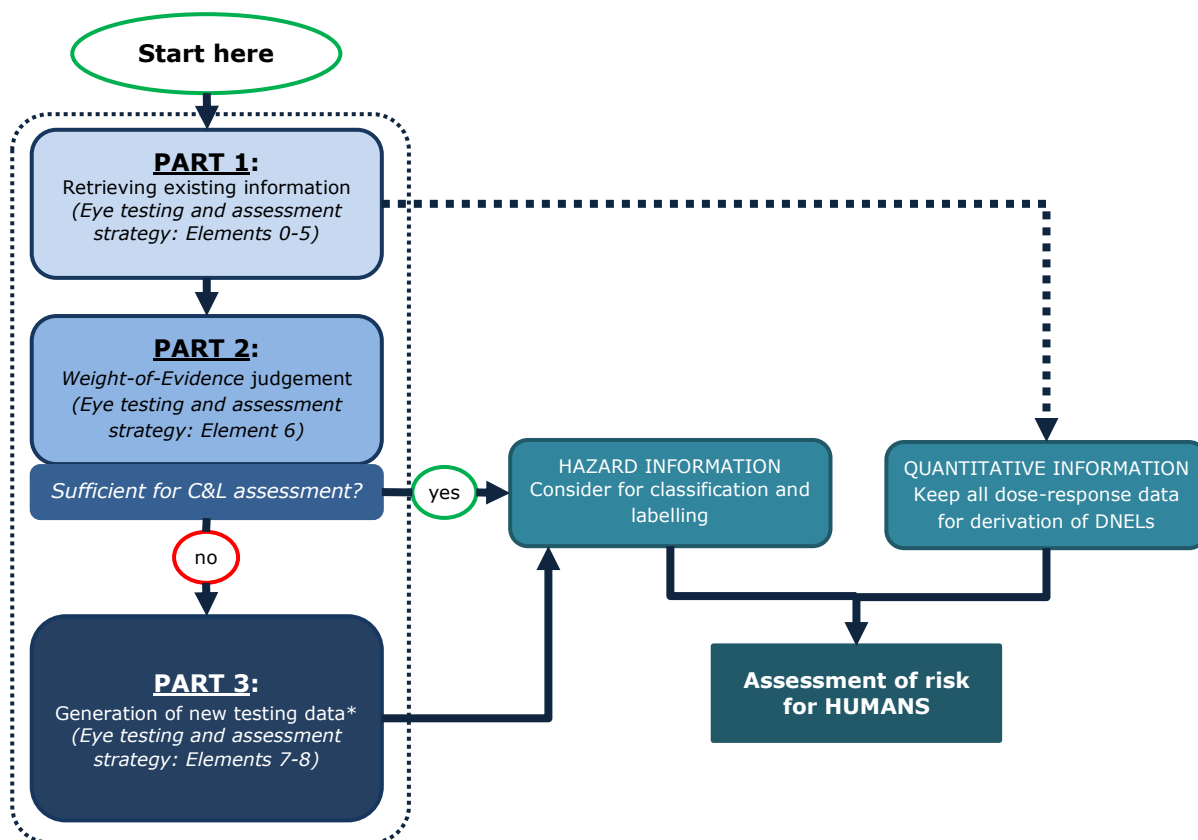 Start here
PART 1:
Retrieving existing information
(Eye testing and assessment
strategy: Elements 0-5)
PART 2:
Weight-of-Evidence judgement
(Eye testing and assessment
strategy: Element 6)
Sufficient for C&L assessment?
yes
no
HAZARD INFORMATION
Consider for classification and
labelling
QUANTITATIVE INFORMATION
Keep all dose-response data
for derivation of DNELs
PART 3:
Generation of new testing data*
(Eye testing and assessment
strategy: Elements 7-8)
Assessment of risk
for HUMANS